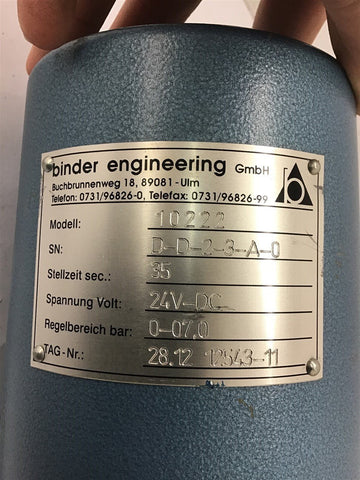 binder engineering GmbH
Buchbrunnenweg 18, 89081-Ulm
Telefon: 0731/96826-0, Telefax: 0731/96826-99
Modell: 10222
SN: D-D-2-3-A-0
Stellzeit sec.: 35
Spannung Volt: 24V-DC
Regelbereich bar: 0-07,0
TAG-Nr.: 28.12 12543-11